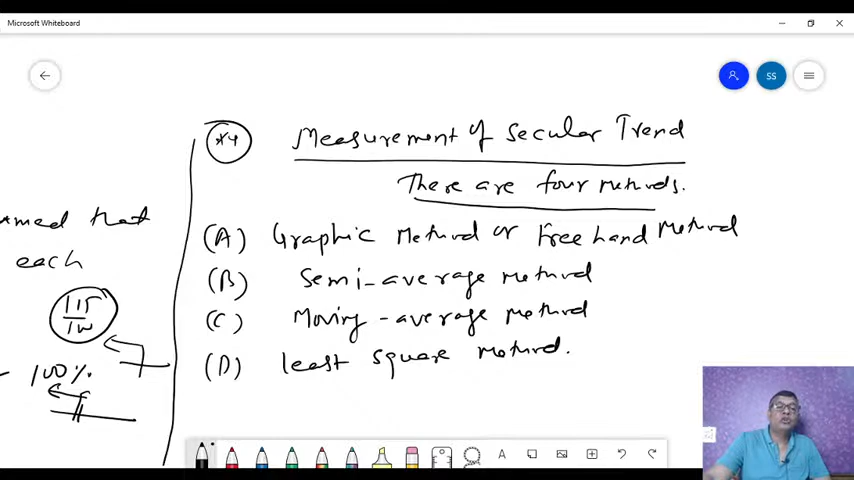 Microsoft Whiteboard
SS
Measurement of Secular Trend
There are four methods.
(A) Graphic Method or Free hand Method
(B) Semi-average method
(C) Moving-average method
(D) least square method.
that
each
115
100%
A